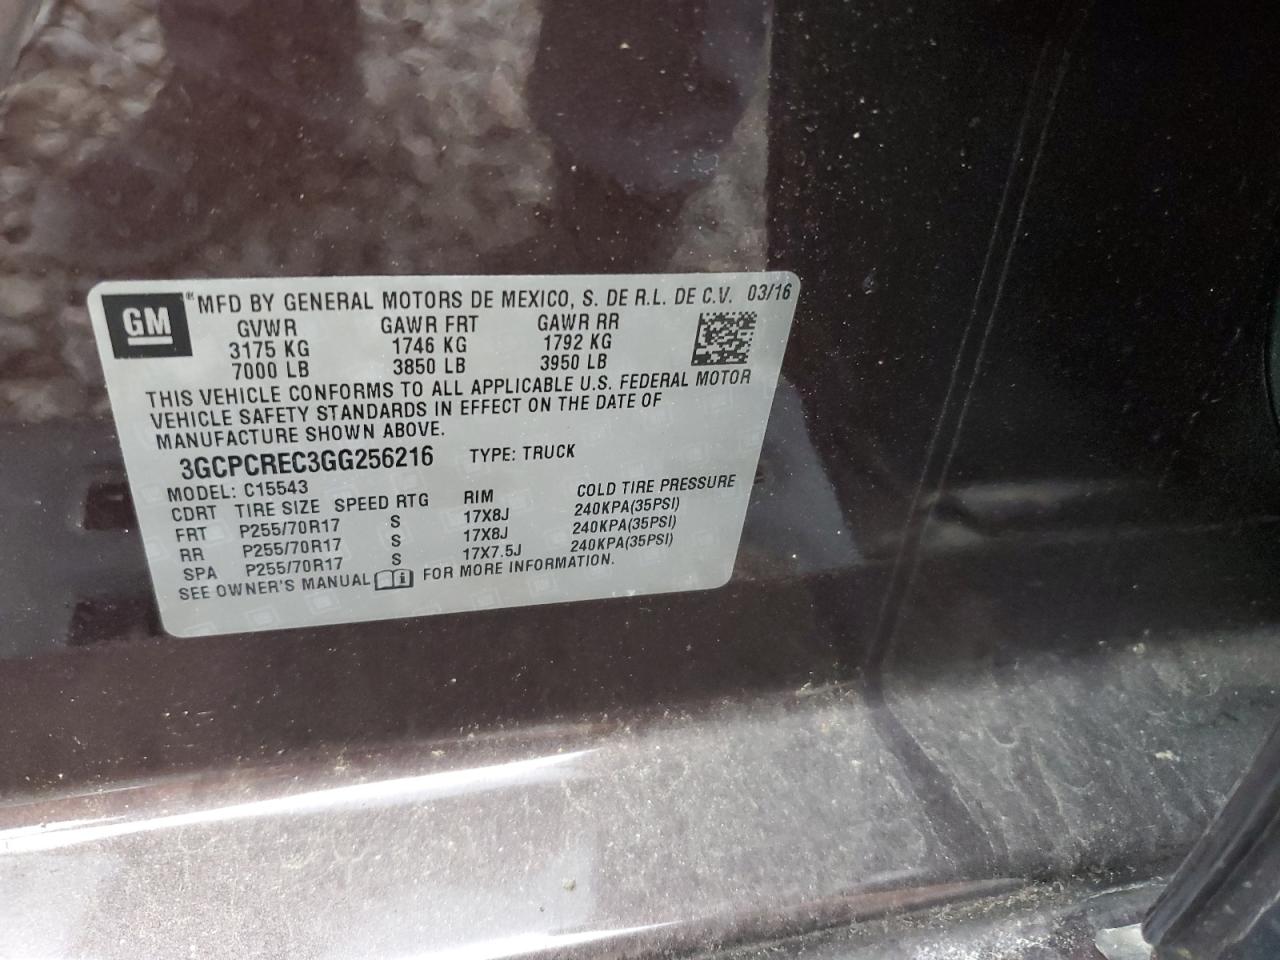 GM
® MFD BY GENERAL MOTORS DE MEXICO, S. DE R.L. DE C.V. 03/16
GVWR GAWR FRT GAWR RR
3175 KG 1746 KG 1792 KG
7000 LB 3850 LB 3950 LB
THIS VEHICLE CONFORMS TO ALL APPLICABLE U.S. FEDERAL MOTOR
VEHICLE SAFETY STANDARDS IN EFFECT ON THE DATE OF
MANUFACTURE SHOWN ABOVE.
3GCPCREC3GG256216 TYPE: TRUCK
MODEL: C15543
CDRT TIRE SIZE SPEED RTG RIM COLD TIRE PRESSURE
FRT P255/70R17 S 17X8J 240KPA(35PSI)
RR P255/70R17 S 17X8J 240KPA(35PSI)
SPA P255/70R17 S 17X7.5J 240KPA(35PSI)
SEE OWNER'S MANUAL FOR MORE INFORMATION.